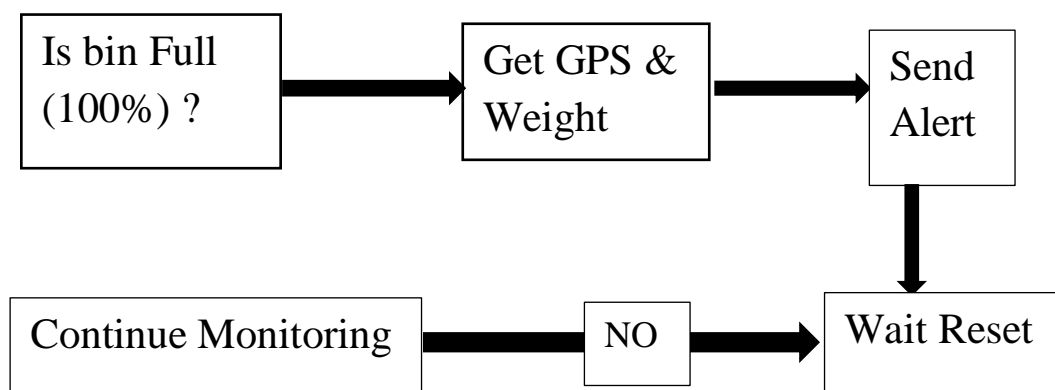 Is bin Full
(100%) ?
Get GPS &
Weight
Send
Alert
Continue Monitoring
NO
Wait Reset